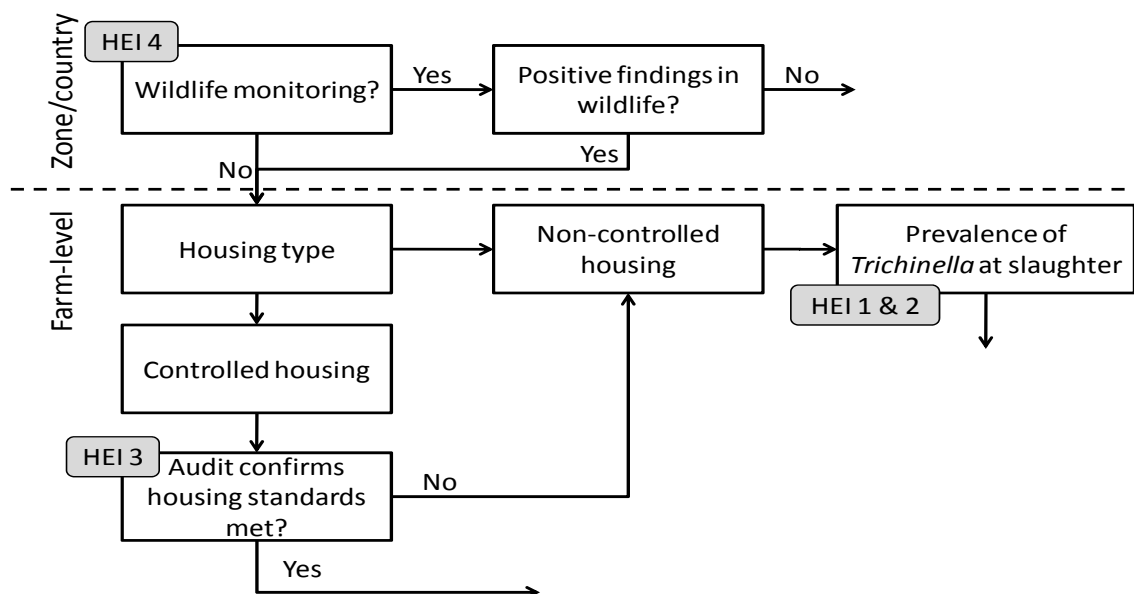 Zone/country
HEI 4
Wildlife monitoring?
Yes
Positive findings in
wildlife?
No
Yes
No
Farm-level
Housing type
Non-controlled
housing
Prevalence of
Trichinella at slaughter
HEI 1 & 2
Controlled housing
HEI 3
Audit confirms
housing standards
met?
No
Yes